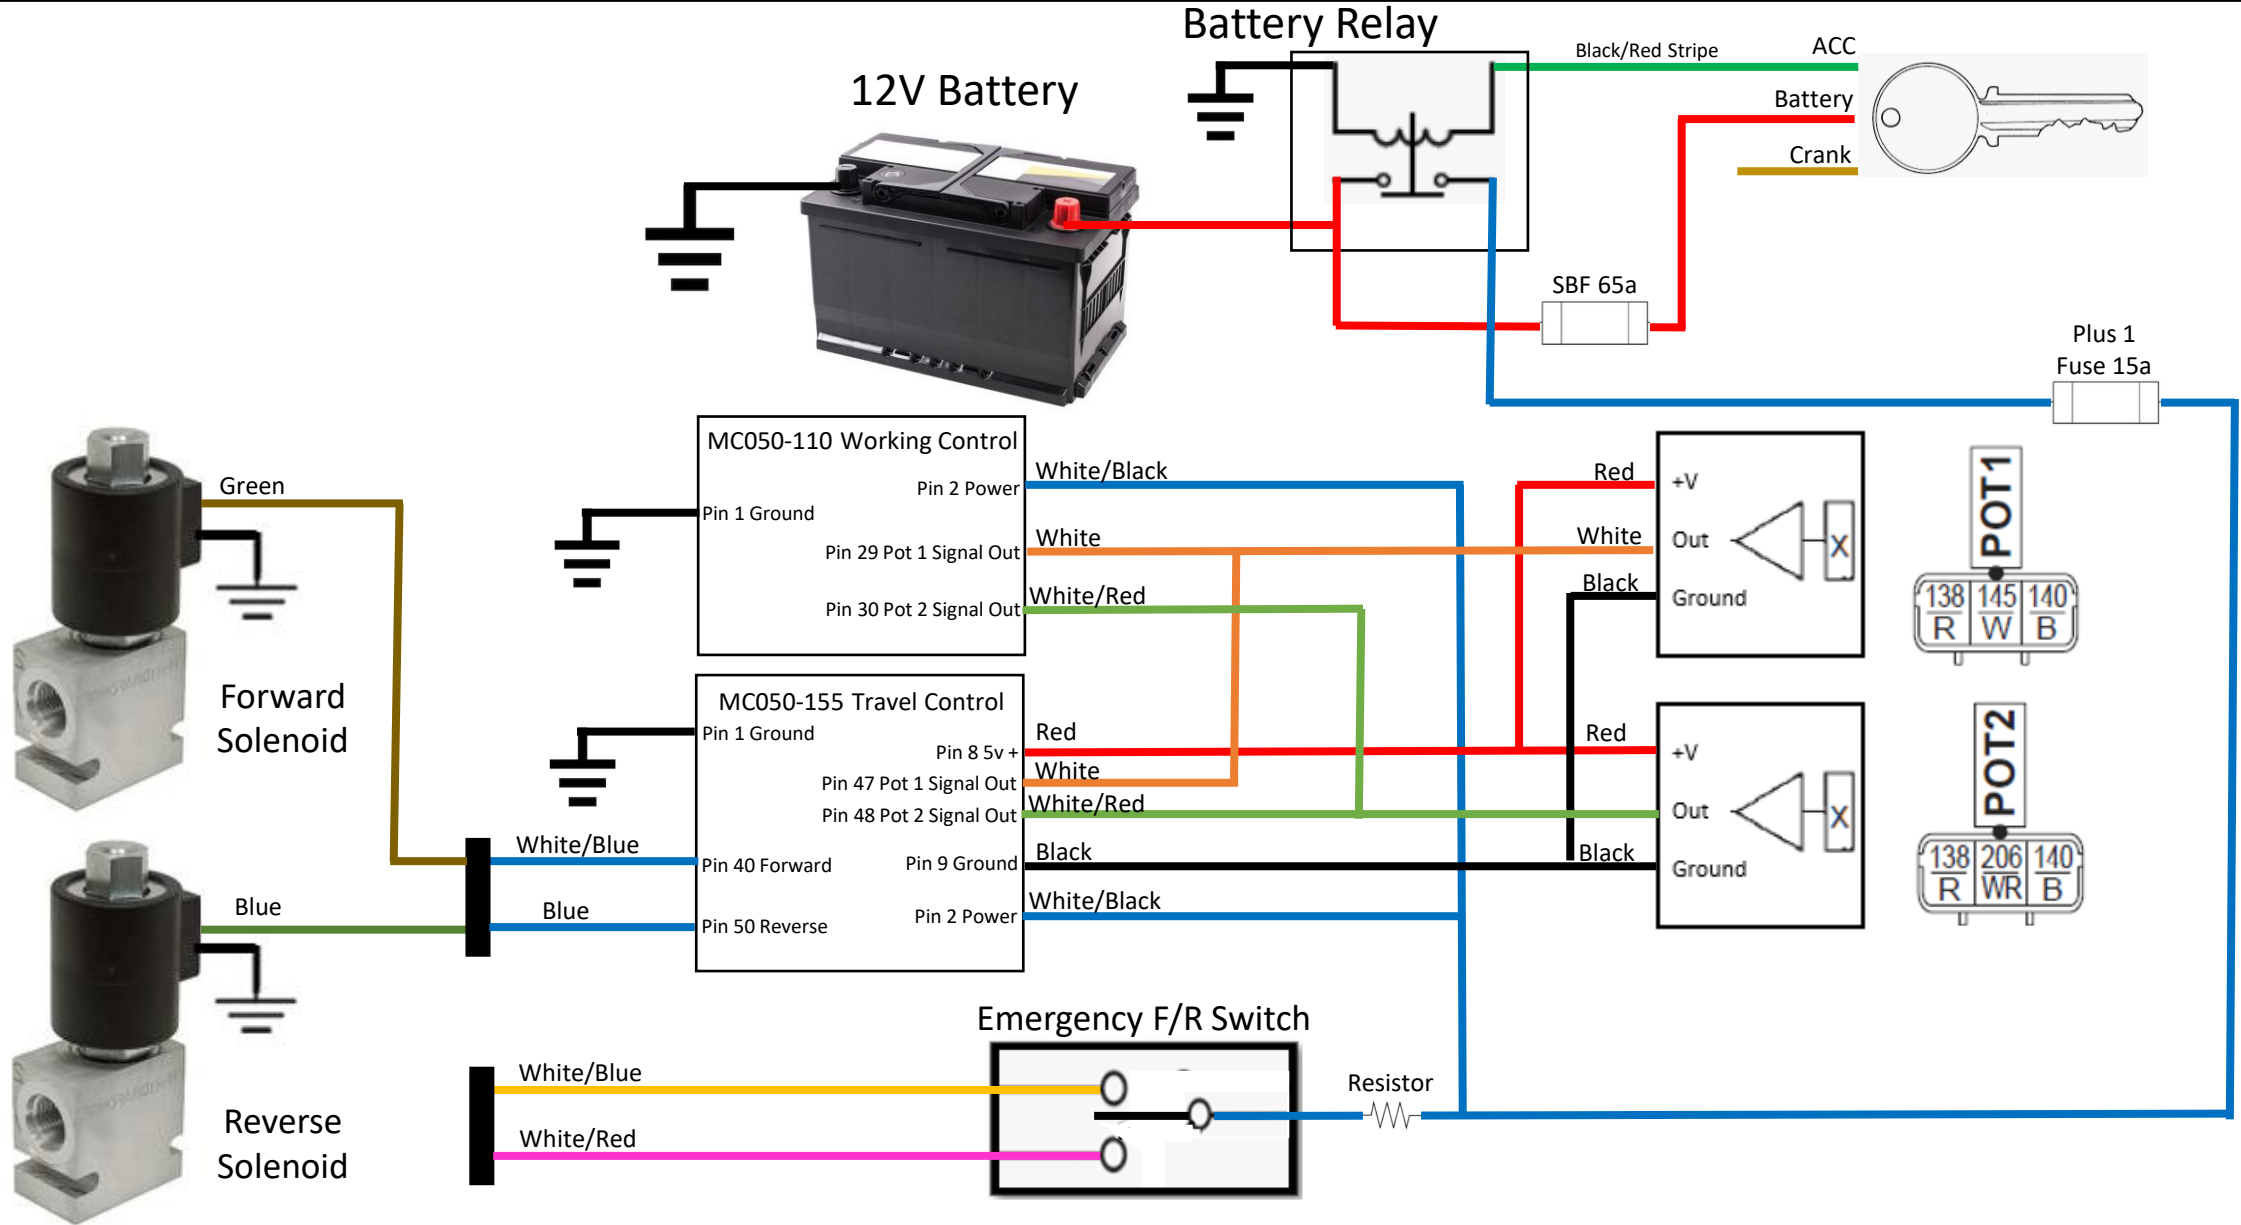 Battery Relay
Black/Red Stripe
ACC
12V Battery
Battery
Crank
SBF 65a
Plus 1
Fuse 15a
MC050-110 Working Control
White/Black
Pin 2 Power
Pin 1 Ground
White
Pin 29 Pot 1 Signal Out
White/Red
Pin 30 Pot 2 Signal Out
Red
+V
White
Out
X
Black
Ground
POT1
138 145 140
R W B
Green
Forward
Solenoid
MC050-155 Travel Control
Pin 1 Ground
Red
Pin 8 5v +
White
Pin 47 Pot 1 Signal Out
White/Red
Pin 48 Pot 2 Signal Out
Black
Pin 9 Ground
White/Black
Pin 2 Power
White/Blue
Pin 40 Forward
Blue
Pin 50 Reverse
Red
+V
Out
X
Black
Ground
POT2
138 206 140
R WR B
Blue
Reverse
Solenoid
Emergency F/R Switch
White/Blue
White/Red
Resistor